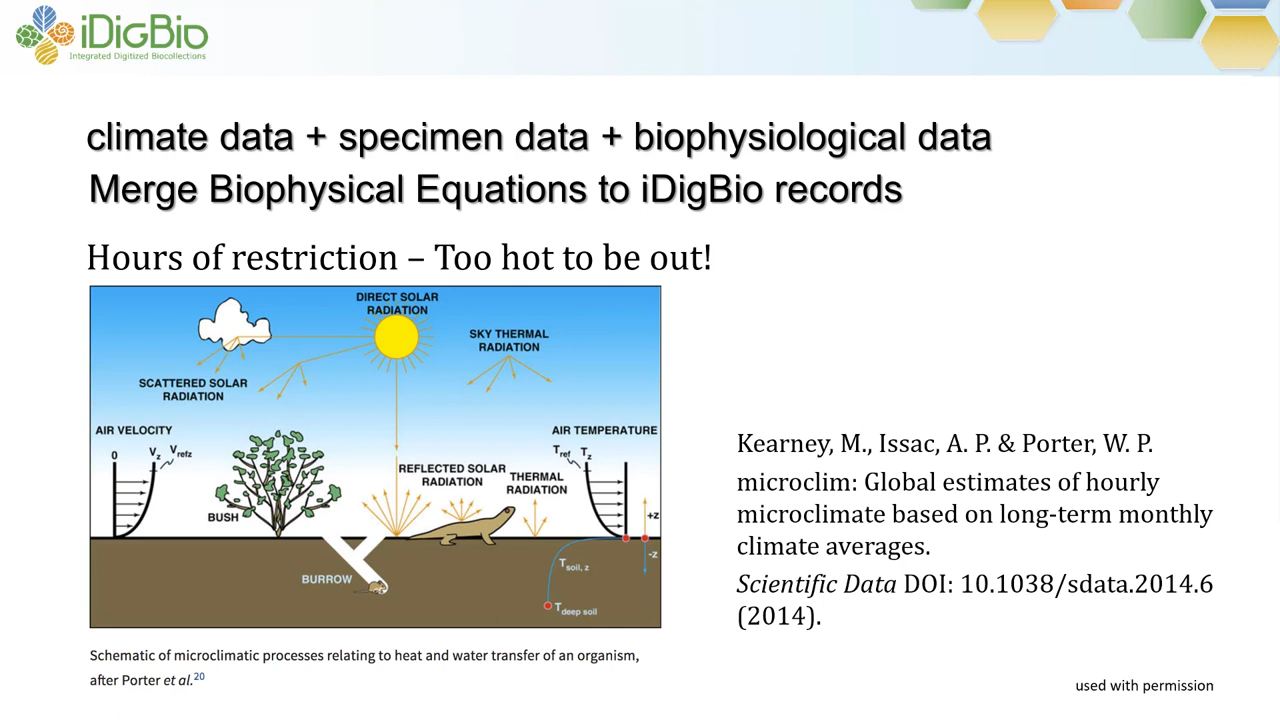 iDigBio
Integrated Digitized Biocollections
climate data + specimen data + biophysiological data
Merge Biophysical Equations to iDigBio records
Hours of restriction – Too hot to be out!
DIRECT SOLAR
RADIATION
SKY THERMAL
RADIATION
SCATTERED SOLAR
RADIATION
AIR VELOCITY
0 Vz Vrefz
AIR TEMPERATURE
Tref Tz
REFLECTED SOLAR
RADIATION
THERMAL
RADIATION
BUSH
+z
-z
BURROW
Tsoil, z
Tdeep soil
Schematic of microclimatic processes relating to heat and water transfer of an organism,
after Porter et al.20
Kearney, M., Issac, A. P. & Porter, W. P.
microclim: Global estimates of hourly
microclimate based on long-term monthly
climate averages.
Scientific Data DOI: 10.1038/sdata.2014.6
(2014).
used with permission